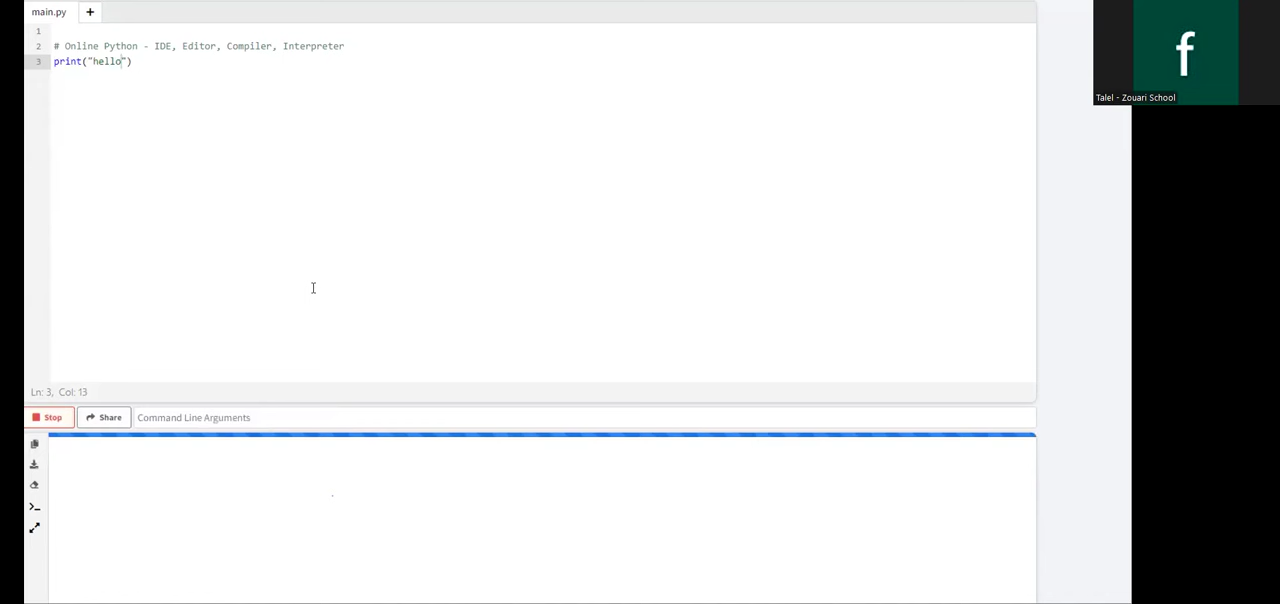 main.py +
1
2 # Online Python - IDE, Editor, Compiler, Interpreter
3 print("hello")
f
Talel - Zouari School
Ln: 3, Col: 13
Stop Share Command Line Arguments